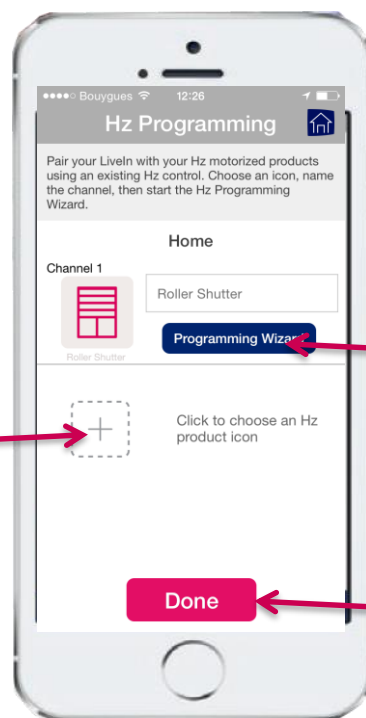 Bouygues 12:26
Hz Programming
Pair your LiveIn with your Hz motorized products
using an existing Hz control. Choose an icon, name
the channel, then start the Hz Programming
Wizard.
Home
Channel 1
Roller Shutter
Programming Wizard
Roller Shutter
Click to choose an Hz
product icon
Done